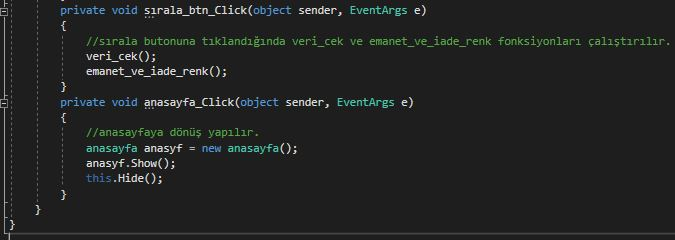 private void sırala_btn_Click(object sender, EventArgs e)
{
//sırala butonuna tıklandığında veri_cek ve emanet_ve_iade_renk fonksiyonları çalıştırılır.
veri_cek();
emanet_ve_iade_renk();
}
private void anasayfa_Click(object sender, EventArgs e)
{
//anasayfaya dönüş yapılır.
anasayfa anasyf = new anasayfa();
anasyf.Show();
this.Hide();
}
}
}